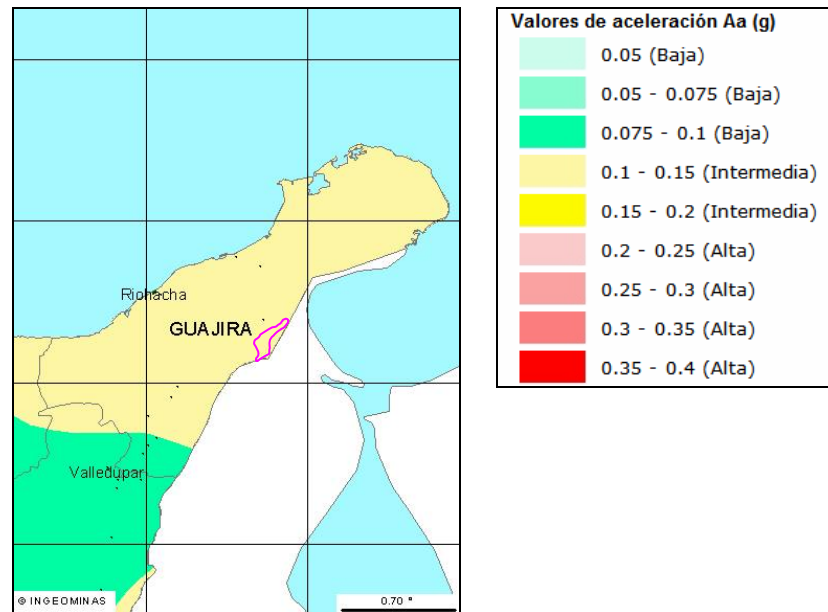 Riohacha
GUAJIRA
Valledupar
© INGEOMINAS
0.70 °
Valores de aceleración Aa (g)
0.05 (Baja)
0.05 - 0.075 (Baja)
0.075 - 0.1 (Baja)
0.1 - 0.15 (Intermedia)
0.15 - 0.2 (Intermedia)
0.2 - 0.25 (Alta)
0.25 - 0.3 (Alta)
0.3 - 0.35 (Alta)
0.35 - 0.4 (Alta)